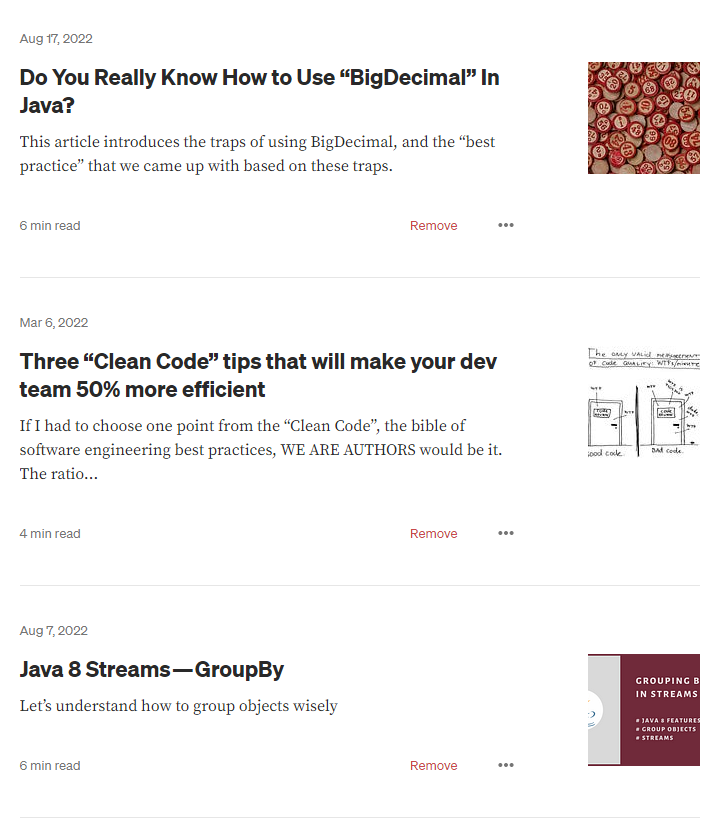 Aug 17, 2022
Do You Really Know How to Use “BigDecimal” In
Java?
This article introduces the traps of using BigDecimal, and the “best
practice” that we came up with based on these traps.
6 min read
Remove
Mar 6, 2022
Three “Clean Code” tips that will make your dev
team 50% more efficient
If I had to choose one point from the “Clean Code”, the bible of
software engineering best practices, WE ARE AUTHORS would be it.
The ratio…
The ONLY VALID MEASUREMENT
OF Code QUALITY: WTFs/MINUTE
CODE
REVIEW
CODE
REVIEW
WTF
WTF
ood code.
BAD code.
4 min read
Remove
Aug 7, 2022
Java 8 Streams — GroupBy
Let’s understand how to group objects wisely
GROUPING B
IN STREAMS
# JAVA 8 FEATURES
# GROUP OBJECTS
# STREAMS
6 min read
Remove